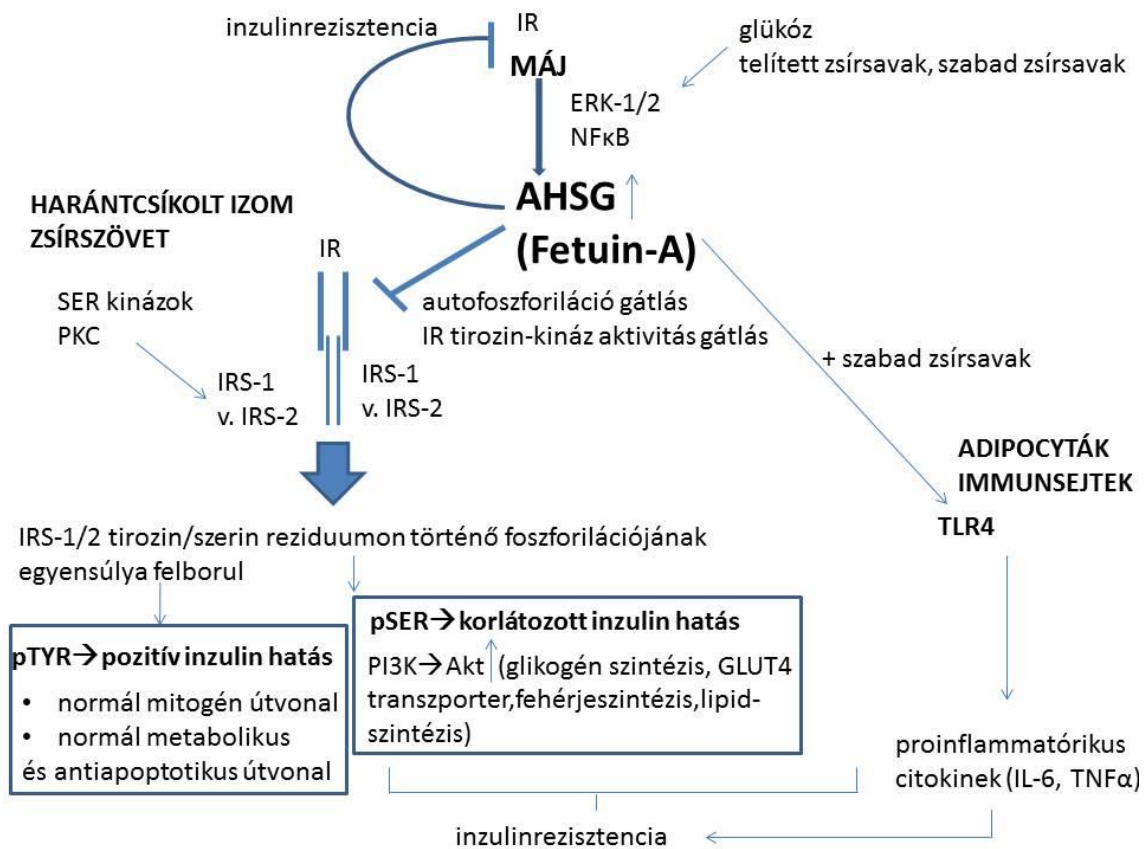 inzulinrezisztencia
IR
MÁJ
glükóz
telített zsírsavak, szabad zsírsavak
ERK-1/2
NFκB
AHSG
(Fetuin-A)
HARÁNTCSÍKOLT IZOM
ZSÍRSZÖVET
IR
SER kinázok
PKC
autofoszforiláció gátlás
IR tirozin-kináz aktivitás gátlás
+ szabad zsírsavak
IRS-1
v. IRS-2
IRS-1
v. IRS-2
ADIPOCYTÁK
IMMUNSEJTEK
TLR4
IRS-1/2 tirozin/szerin reziduumon történő foszforilációjának
egyensúlya felborul
pTYR→pozitív inzulin hatás
• normál mitogén útvonal
• normál metabolikus
és antiapoptotikus útvonal
pSER→korlátozott inzulin hatás
PI3K→Akt (glikogén szintézis, GLUT4
transzporter,fehérjeszintézis,lipid-
szintézis)
proinflammatórikus
citokinek (IL-6, TNFα)
inzulinrezisztencia